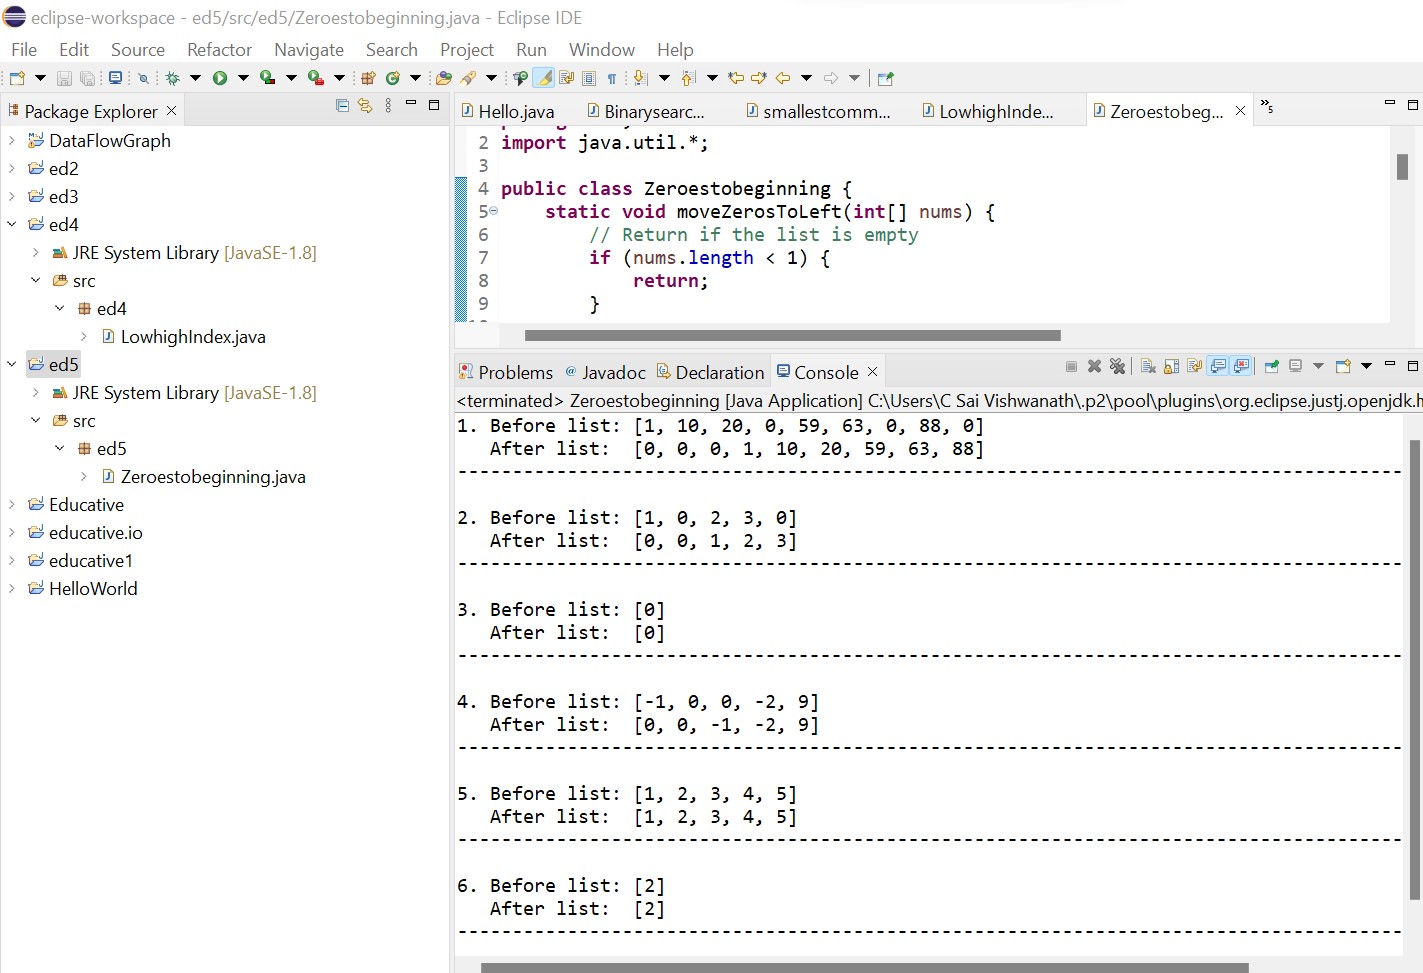 eclipse-workspace - ed5/src/ed5/Zeroestobeginning.java - Eclipse IDE
File Edit Source Refactor Navigate Search Project Run Window Help
Package Explorer
DataFlowGraph
ed2
ed3
ed4
JRE System Library [JavaSE-1.8]
src
ed4
LowhighIndex.java
ed5
JRE System Library [JavaSE-1.8]
src
ed5
Zeroestobeginning.java
Educative
educative.io
educative1
HelloWorld
Hello.java Binarysearc... smallestcomm... LowhighInde... Zeroestobeg... »5
2 import java.util.*;
3
4 public class Zeroestobeginning {
5 static void moveZerosToLeft(int[] nums) {
6 // Return if the list is empty
7 if (nums.length < 1) {
8 return;
9 }
Problems Javadoc Declaration Console
<terminated> Zeroestobeginning [Java Application] C:\Users\C Sai Vishwanath\.p2\pool\plugins\org.eclipse.justj.openjdk.h
1. Before list: [1, 10, 20, 0, 59, 63, 0, 88, 0]
After list: [0, 0, 0, 1, 10, 20, 59, 63, 88]
--------------------------------------------------------------------------------------
2. Before list: [1, 0, 2, 3, 0]
After list: [0, 0, 1, 2, 3]
--------------------------------------------------------------------------------------
3. Before list: [0]
After list: [0]
--------------------------------------------------------------------------------------
4. Before list: [-1, 0, 0, -2, 9]
After list: [0, 0, -1, -2, 9]
--------------------------------------------------------------------------------------
5. Before list: [1, 2, 3, 4, 5]
After list: [1, 2, 3, 4, 5]
--------------------------------------------------------------------------------------
6. Before list: [2]
After list: [2]
--------------------------------------------------------------------------------------